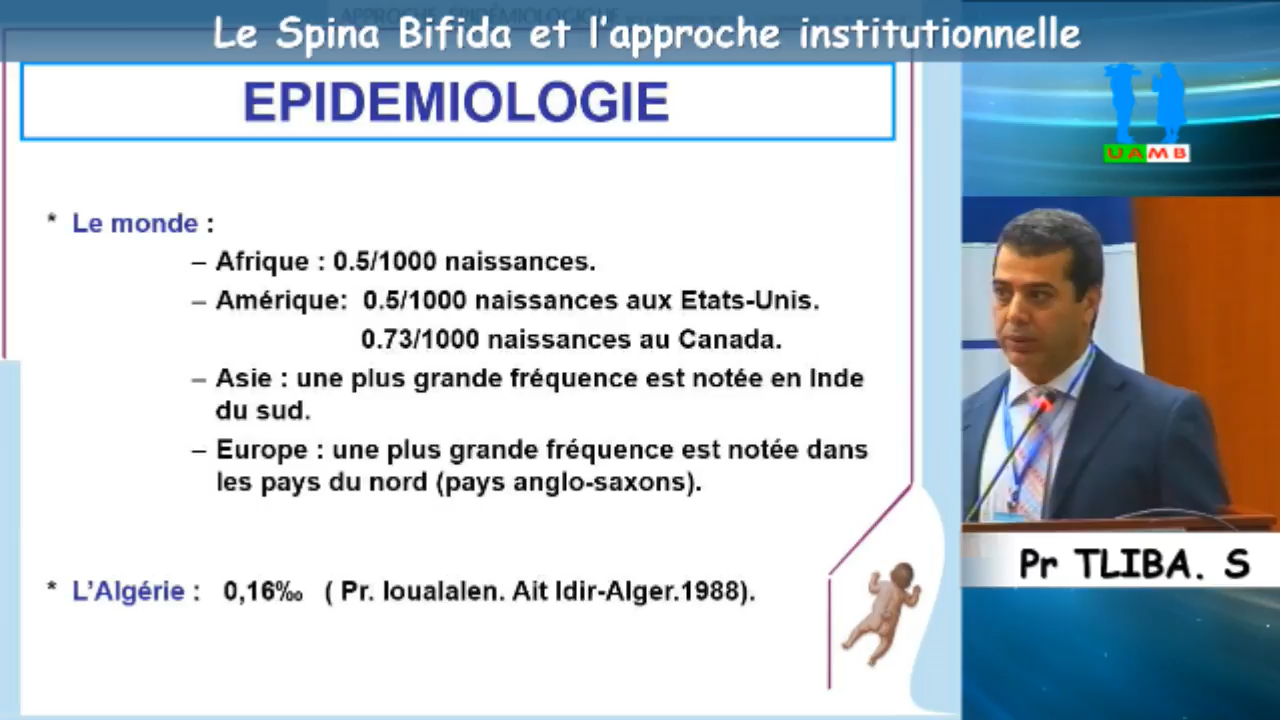 Le Spina Bifida et l'approche institutionnelle
EPIDEMIOLOGIE
* Le monde :
– Afrique : 0.5/1000 naissances.
– Amérique: 0.5/1000 naissances aux Etats-Unis.
0.73/1000 naissances au Canada.
– Asie : une plus grande fréquence est notée en Inde
du sud.
– Europe : une plus grande fréquence est notée dans
les pays du nord (pays anglo-saxons).
* L'Algérie : 0,16‰ ( Pr. Ioualalen. Ait Idir-Alger.1988).
UAMB
Pr TLIBA. S